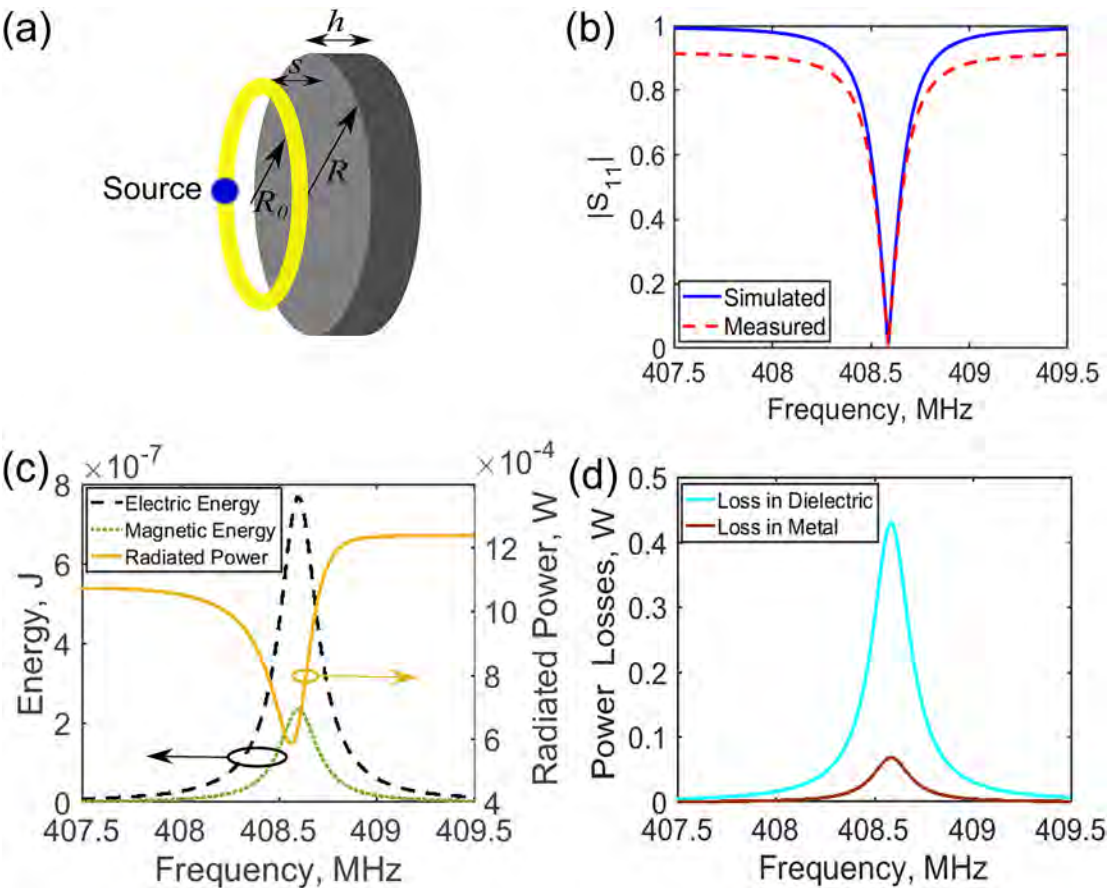 (a)
h
s
Source
R₀
R
(b)
1
0.8
0.6
0.4
0.2
0
|S₁₁|
Simulated
Measured
407.5 408 408.5 409 409.5
Frequency, MHz
(c)
×10⁻⁷
×10⁻⁴
8
6
4
2
0
Energy, J
Electric Energy
Magnetic Energy
Radiated Power
12
10
8
6
4
Radiated Power, W
407.5 408 408.5 409 409.5
Frequency, MHz
(d)
0.5
0.4
0.3
0.2
0.1
0
Power Losses, W
Loss in Dielectric
Loss in Metal
407.5 408 408.5 409 409.5
Frequency, MHz